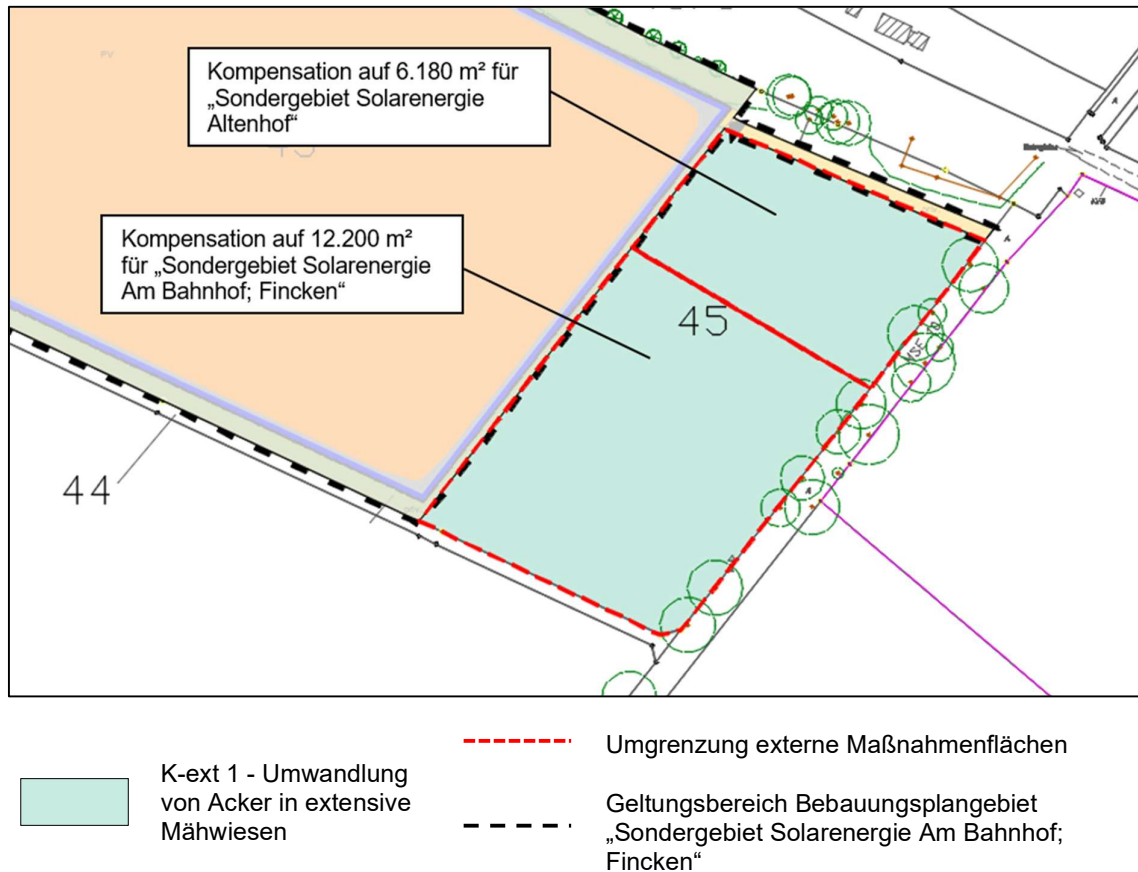 PV
Kompensation auf 6.180 m² für
„Sondergebiet Solarenergie
Altenhof“
Kompensation auf 12.200 m²
für „Sondergebiet Solarenergie
Am Bahnhof; Fincken“
45
44
A
A
A
K-ext 1 - Umwandlung
von Acker in extensive
Mähwiesen
Umgrenzung externe Maßnahmenflächen
Geltungsbereich Bebauungsplangebiet
„Sondergebiet Solarenergie Am Bahnhof;
Fincken“